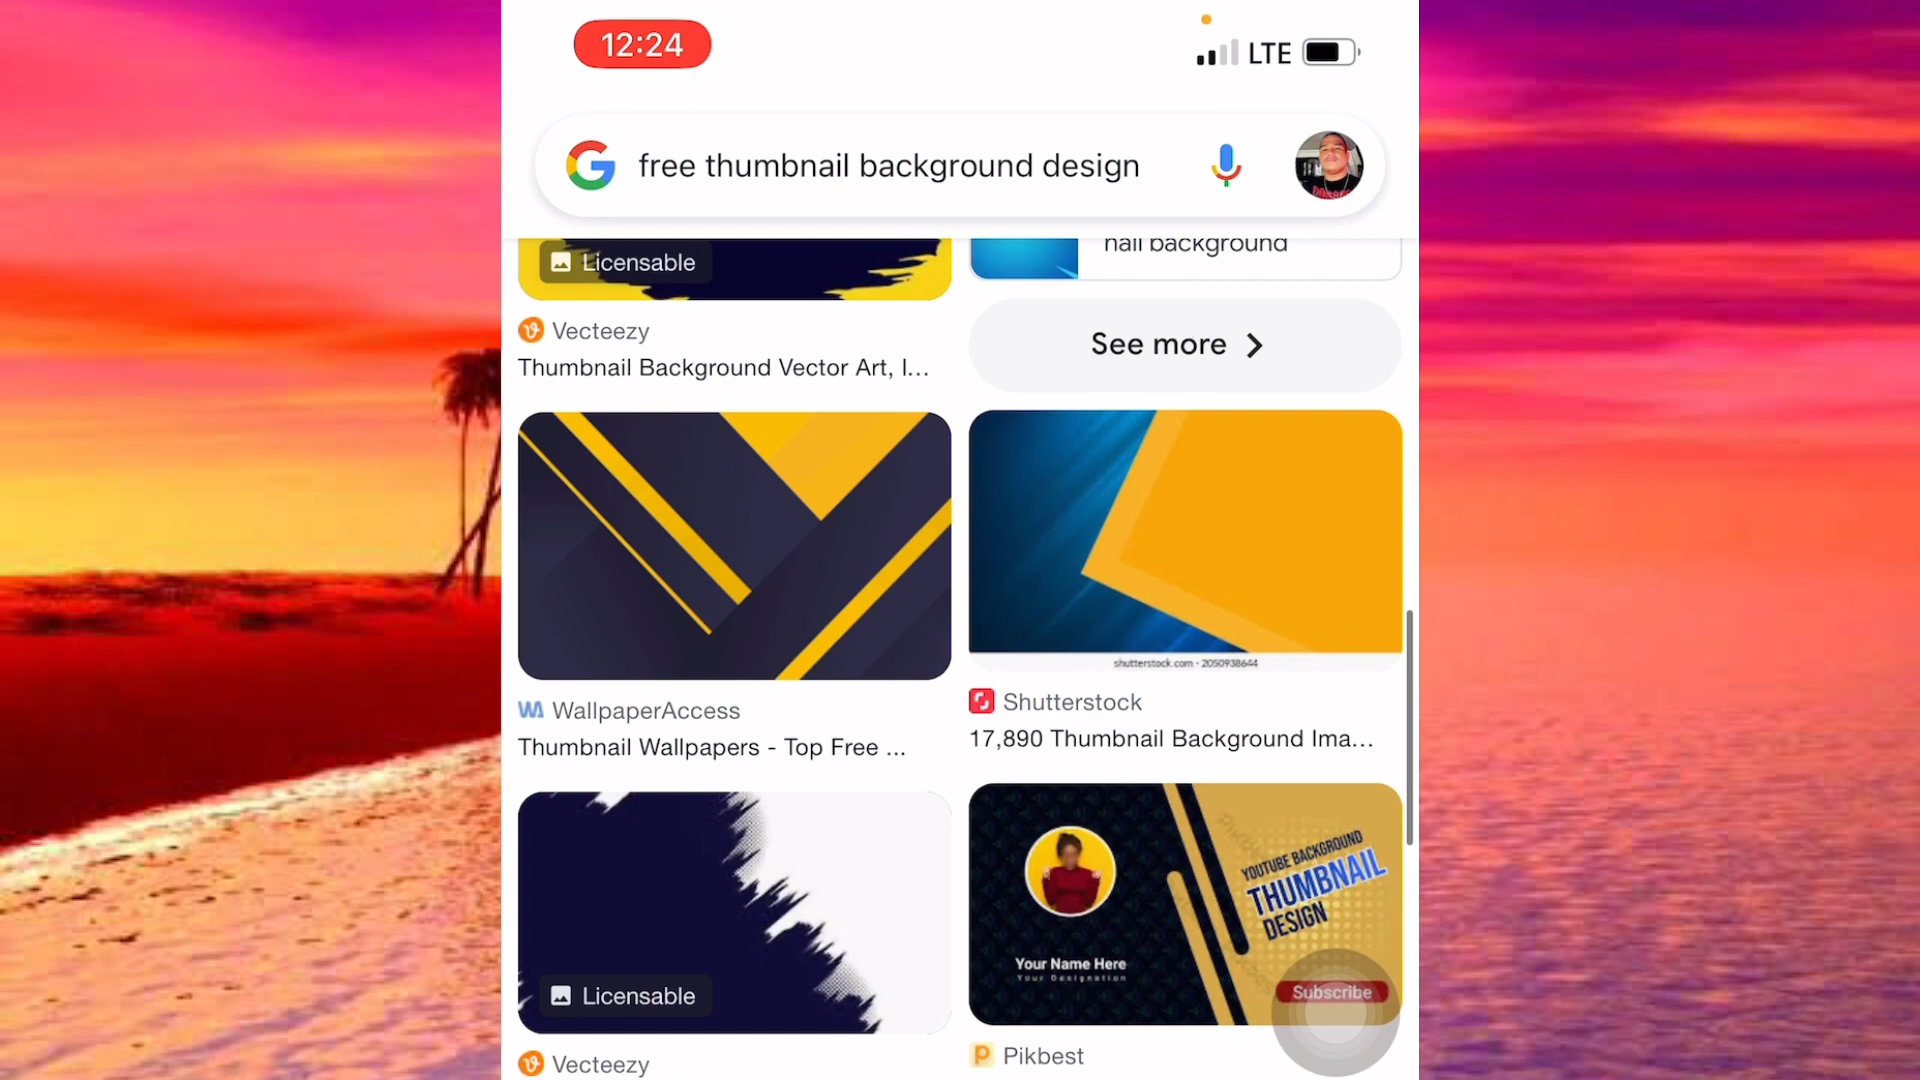 12:24
LTE
free thumbnail background design
Licensable
nail background
See more
Vecteezy
Thumbnail Background Vector Art, I...
shutterstock.com · 2050938644
WallpaperAccess
Thumbnail Wallpapers - Top Free ...
Shutterstock
17,890 Thumbnail Background Ima...
YOUTUBE BACKGROUND
THUMBNAIL
DESIGN
Your Name Here
Your Designation
Subscribe
Licensable
Vecteezy
Pikbest